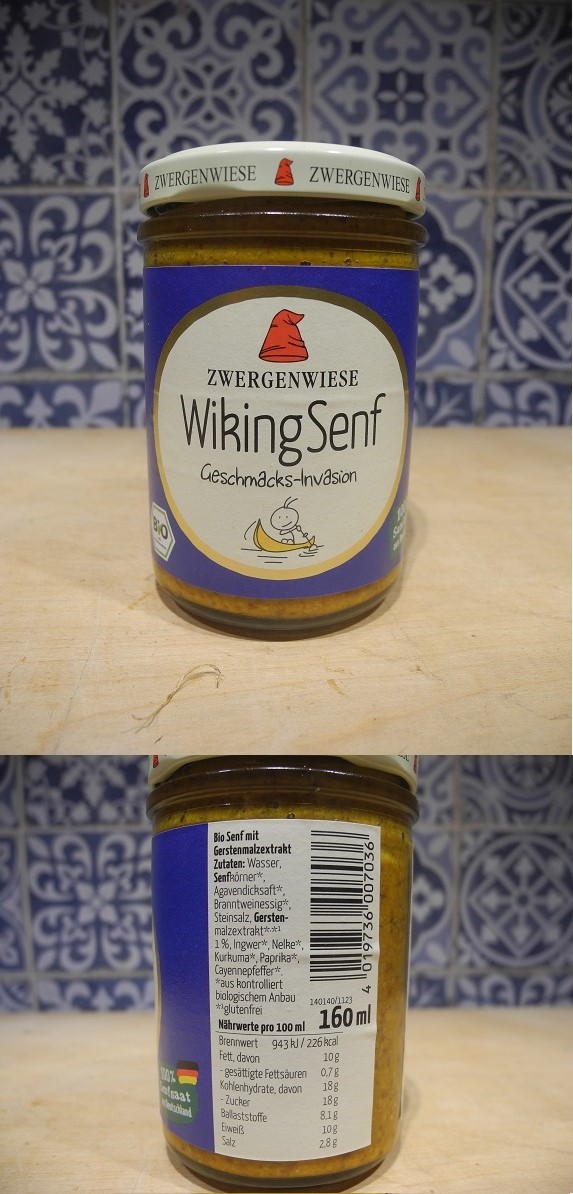 ZWERGENWIESE ZWERGENWIESE
ZWERGENWIESE
WikingSenf
Geschmacks-Invasion
BIO
Bio Senf mit
Gerstenmalzextrakt
Zutaten: Wasser,
Senfkörner*,
Agavendicksaft*,
Branntweinessig*,
Steinsalz, Gersten-
malzextrakt*,*¹
1 %, Ingwer*, Nelke*,
Kurkuma*, Paprika*,
Cayennepfeffer*.
*aus kontrolliert
biologischem Anbau
*¹glutenfrei
4 019736 007036
140140/1123
160 ml
Nährwerte pro 100 ml
Brennwert 943 kJ / 226 kcal
Fett, davon 10 g
- gesättigte Fettsäuren 0,7 g
Kohlenhydrate, davon 18 g
- Zucker 18 g
Ballaststoffe 8,1 g
Eiweiß 10 g
Salz 2,8 g
100%